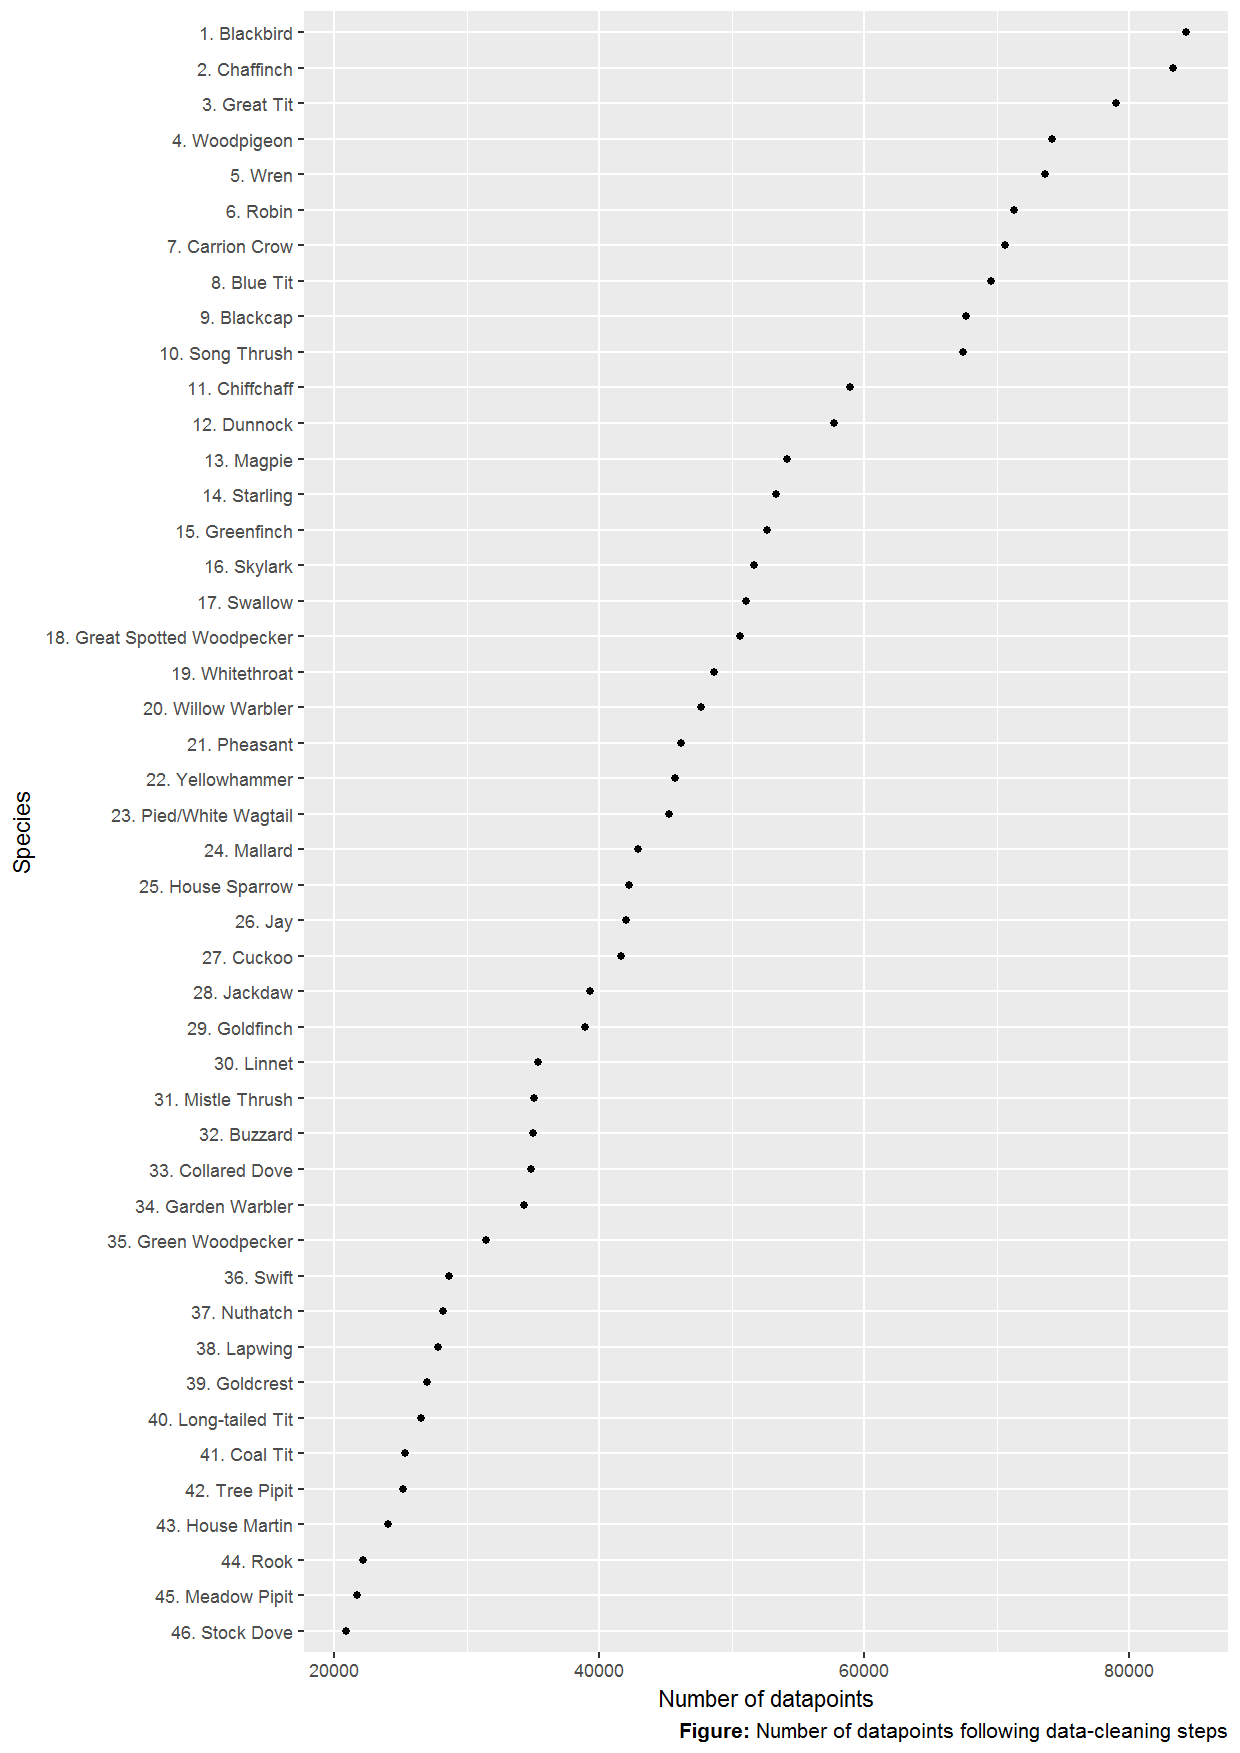 1. Blackbird
2. Chaffinch
3. Great Tit
4. Woodpigeon
5. Wren
6. Robin
7. Carrion Crow
8. Blue Tit
9. Blackcap
10. Song Thrush
11. Chiffchaff
12. Dunnock
13. Magpie
14. Starling
15. Greenfinch
16. Skylark
17. Swallow
18. Great Spotted Woodpecker
19. Whitethroat
20. Willow Warbler
21. Pheasant
22. Yellowhammer
23. Pied/White Wagtail
24. Mallard
25. House Sparrow
26. Jay
27. Cuckoo
28. Jackdaw
29. Goldfinch
30. Linnet
31. Mistle Thrush
32. Buzzard
33. Collared Dove
34. Garden Warbler
35. Green Woodpecker
36. Swift
37. Nuthatch
38. Lapwing
39. Goldcrest
40. Long-tailed Tit
41. Coal Tit
42. Tree Pipit
43. House Martin
44. Rook
45. Meadow Pipit
46. Stock Dove
Species
20000 40000 60000 80000
Number of datapoints
Figure: Number of datapoints following data-cleaning steps